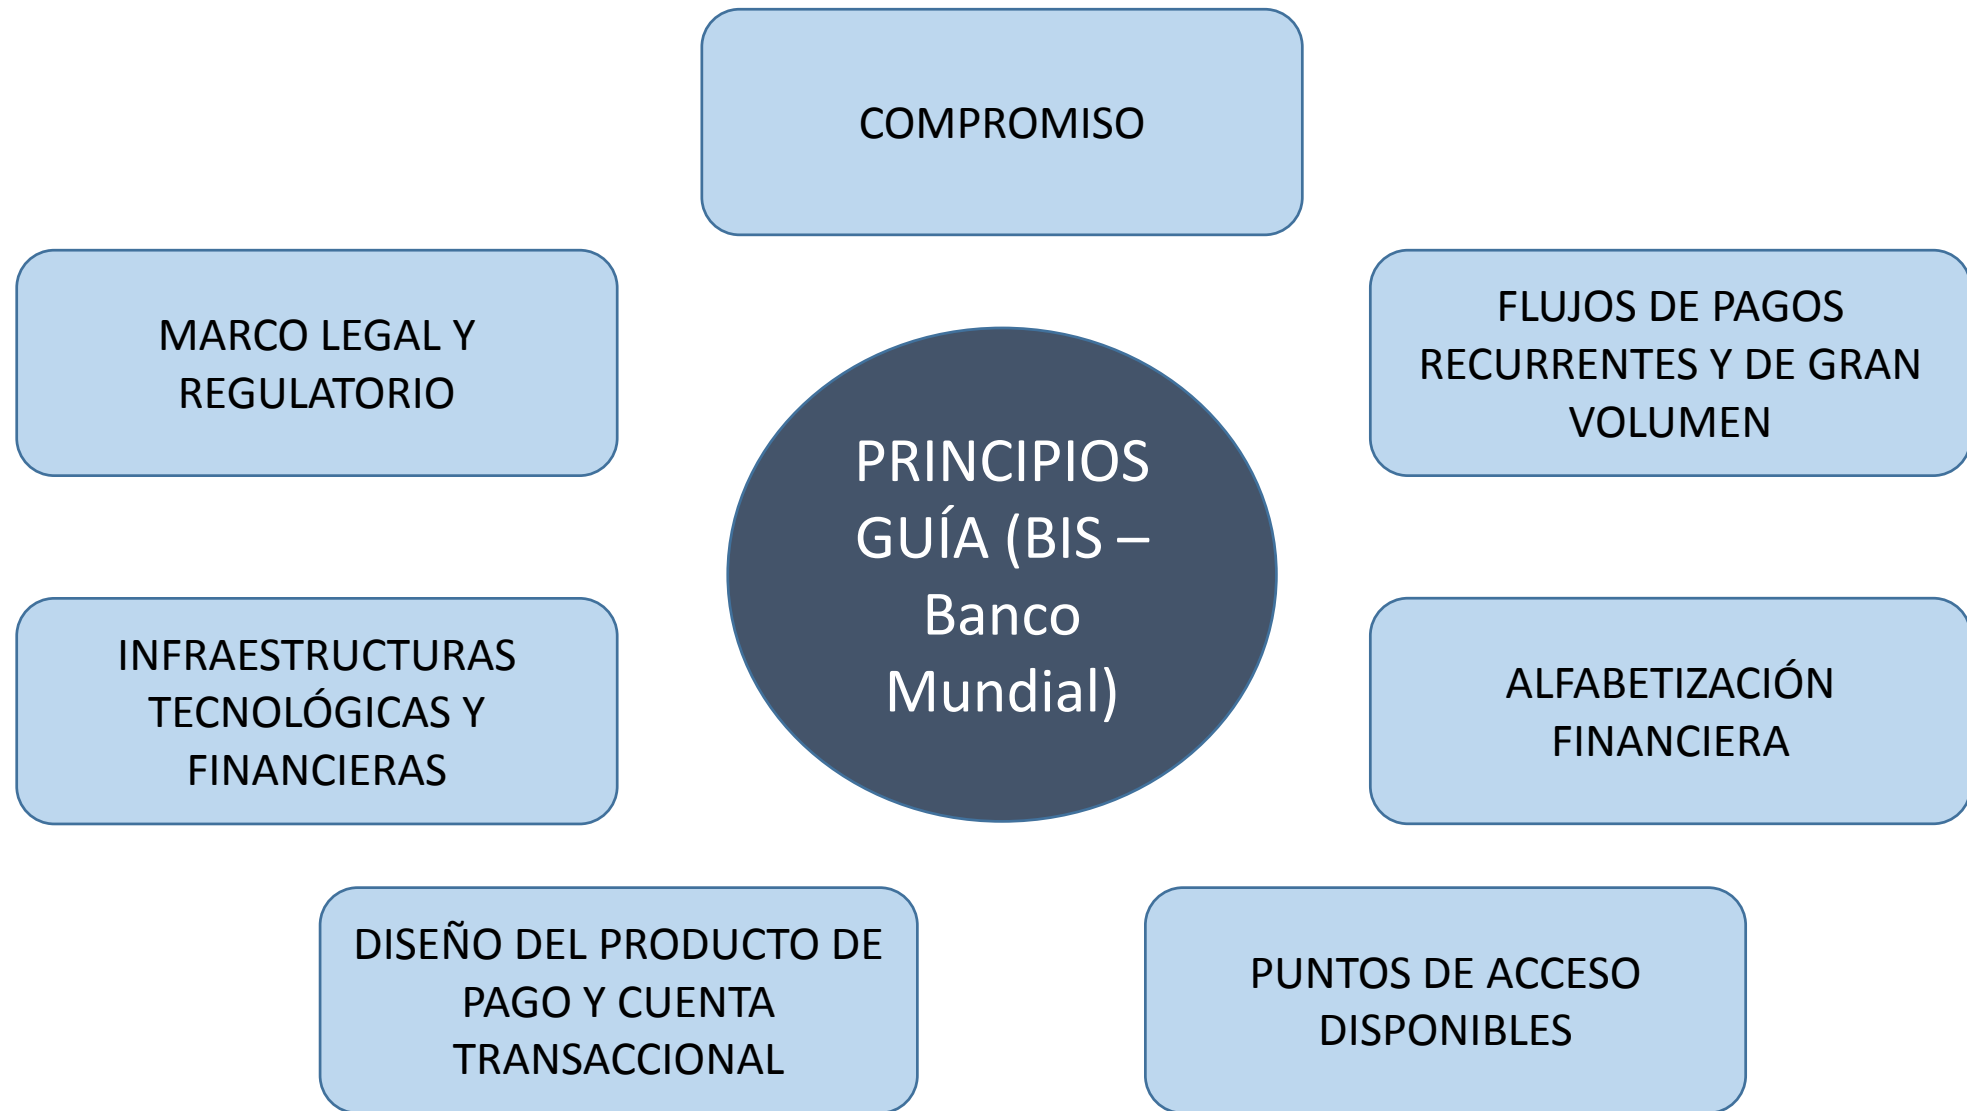 COMPROMISO
MARCO LEGAL Y
REGULATORIO
FLUJOS DE PAGOS
RECURRENTES Y DE GRAN
VOLUMEN
PRINCIPIOS
GUÍA (BIS –
Banco
Mundial)
INFRAESTRUCTURAS
TECNOLÓGICAS Y
FINANCIERAS
ALFABETIZACIÓN
FINANCIERA
DISEÑO DEL PRODUCTO DE
PAGO Y CUENTA
TRANSACCIONAL
PUNTOS DE ACCESO
DISPONIBLES